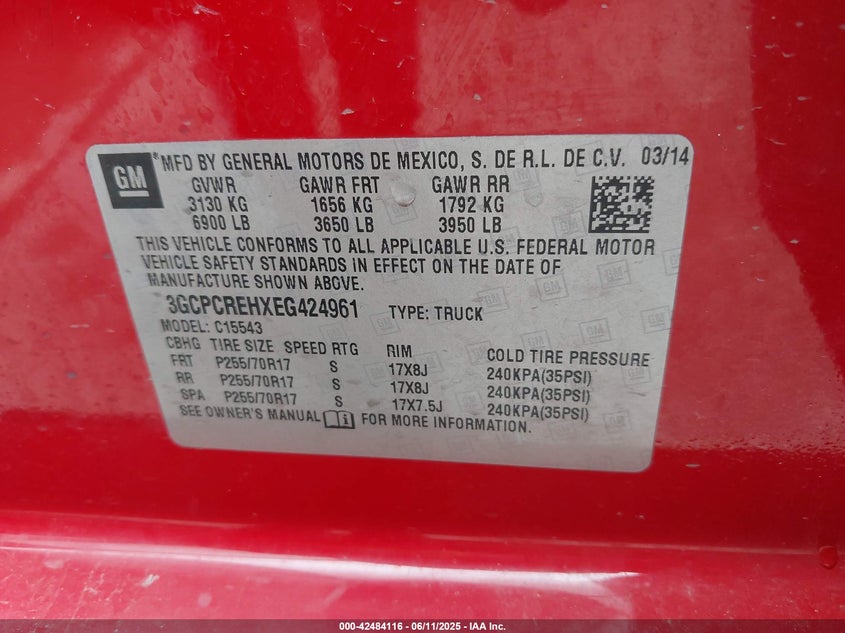 GM ® MFD BY GENERAL MOTORS DE MEXICO, S. DE R.L. DE C.V. 03/14
GVWR GAWR FRT GAWR RR
3130 KG 1656 KG 1792 KG
6900 LB 3650 LB 3950 LB
THIS VEHICLE CONFORMS TO ALL APPLICABLE U.S. FEDERAL MOTOR
VEHICLE SAFETY STANDARDS IN EFFECT ON THE DATE OF
MANUFACTURE SHOWN ABOVE.
3GCPCREHXEG424961 TYPE: TRUCK
MODEL: C15543
CBHG TIRE SIZE SPEED RTG RIM COLD TIRE PRESSURE
FRT P255/70R17 S 17X8J 240KPA(35PSI)
RR P255/70R17 S 17X8J 240KPA(35PSI)
SPA P255/70R17 S 17X7.5J 240KPA(35PSI)
SEE OWNER'S MANUAL i FOR MORE INFORMATION.
000-42484116 - 06/11/2025 - IAA Inc.